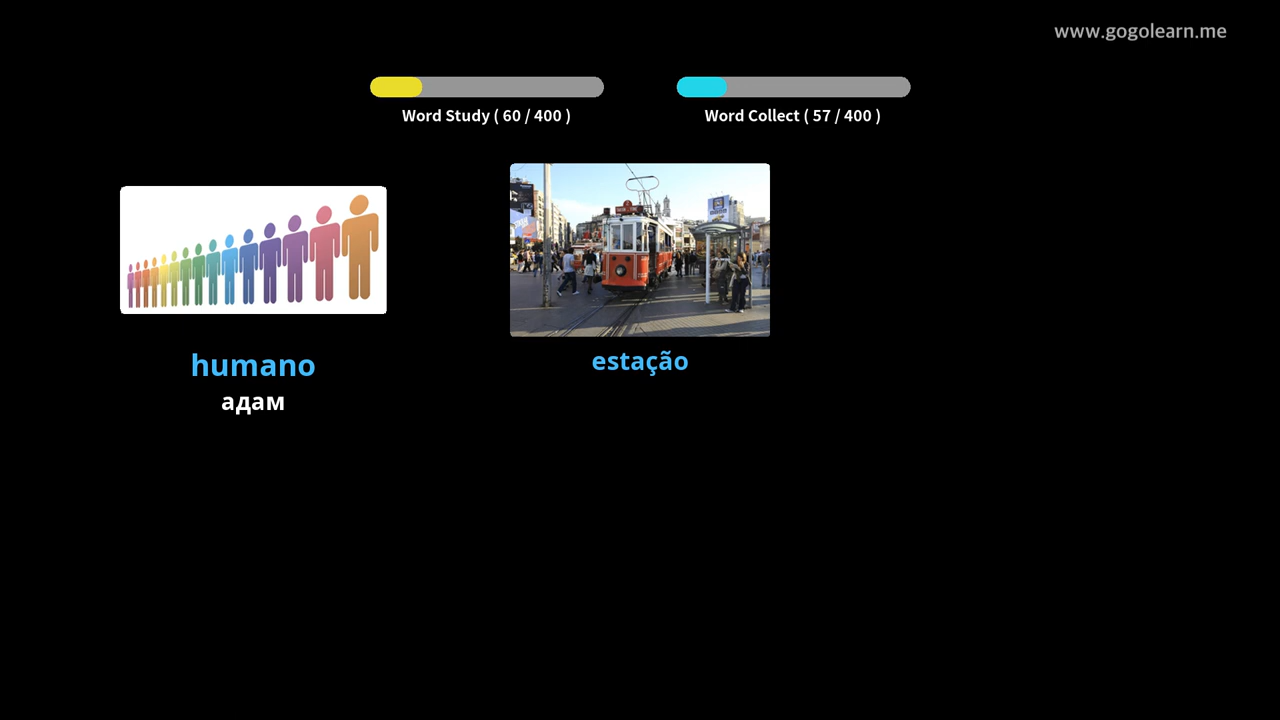 www.gogolearn.me
Word Study ( 60 / 400 )
Word Collect ( 57 / 400 )
humano
адам
estação